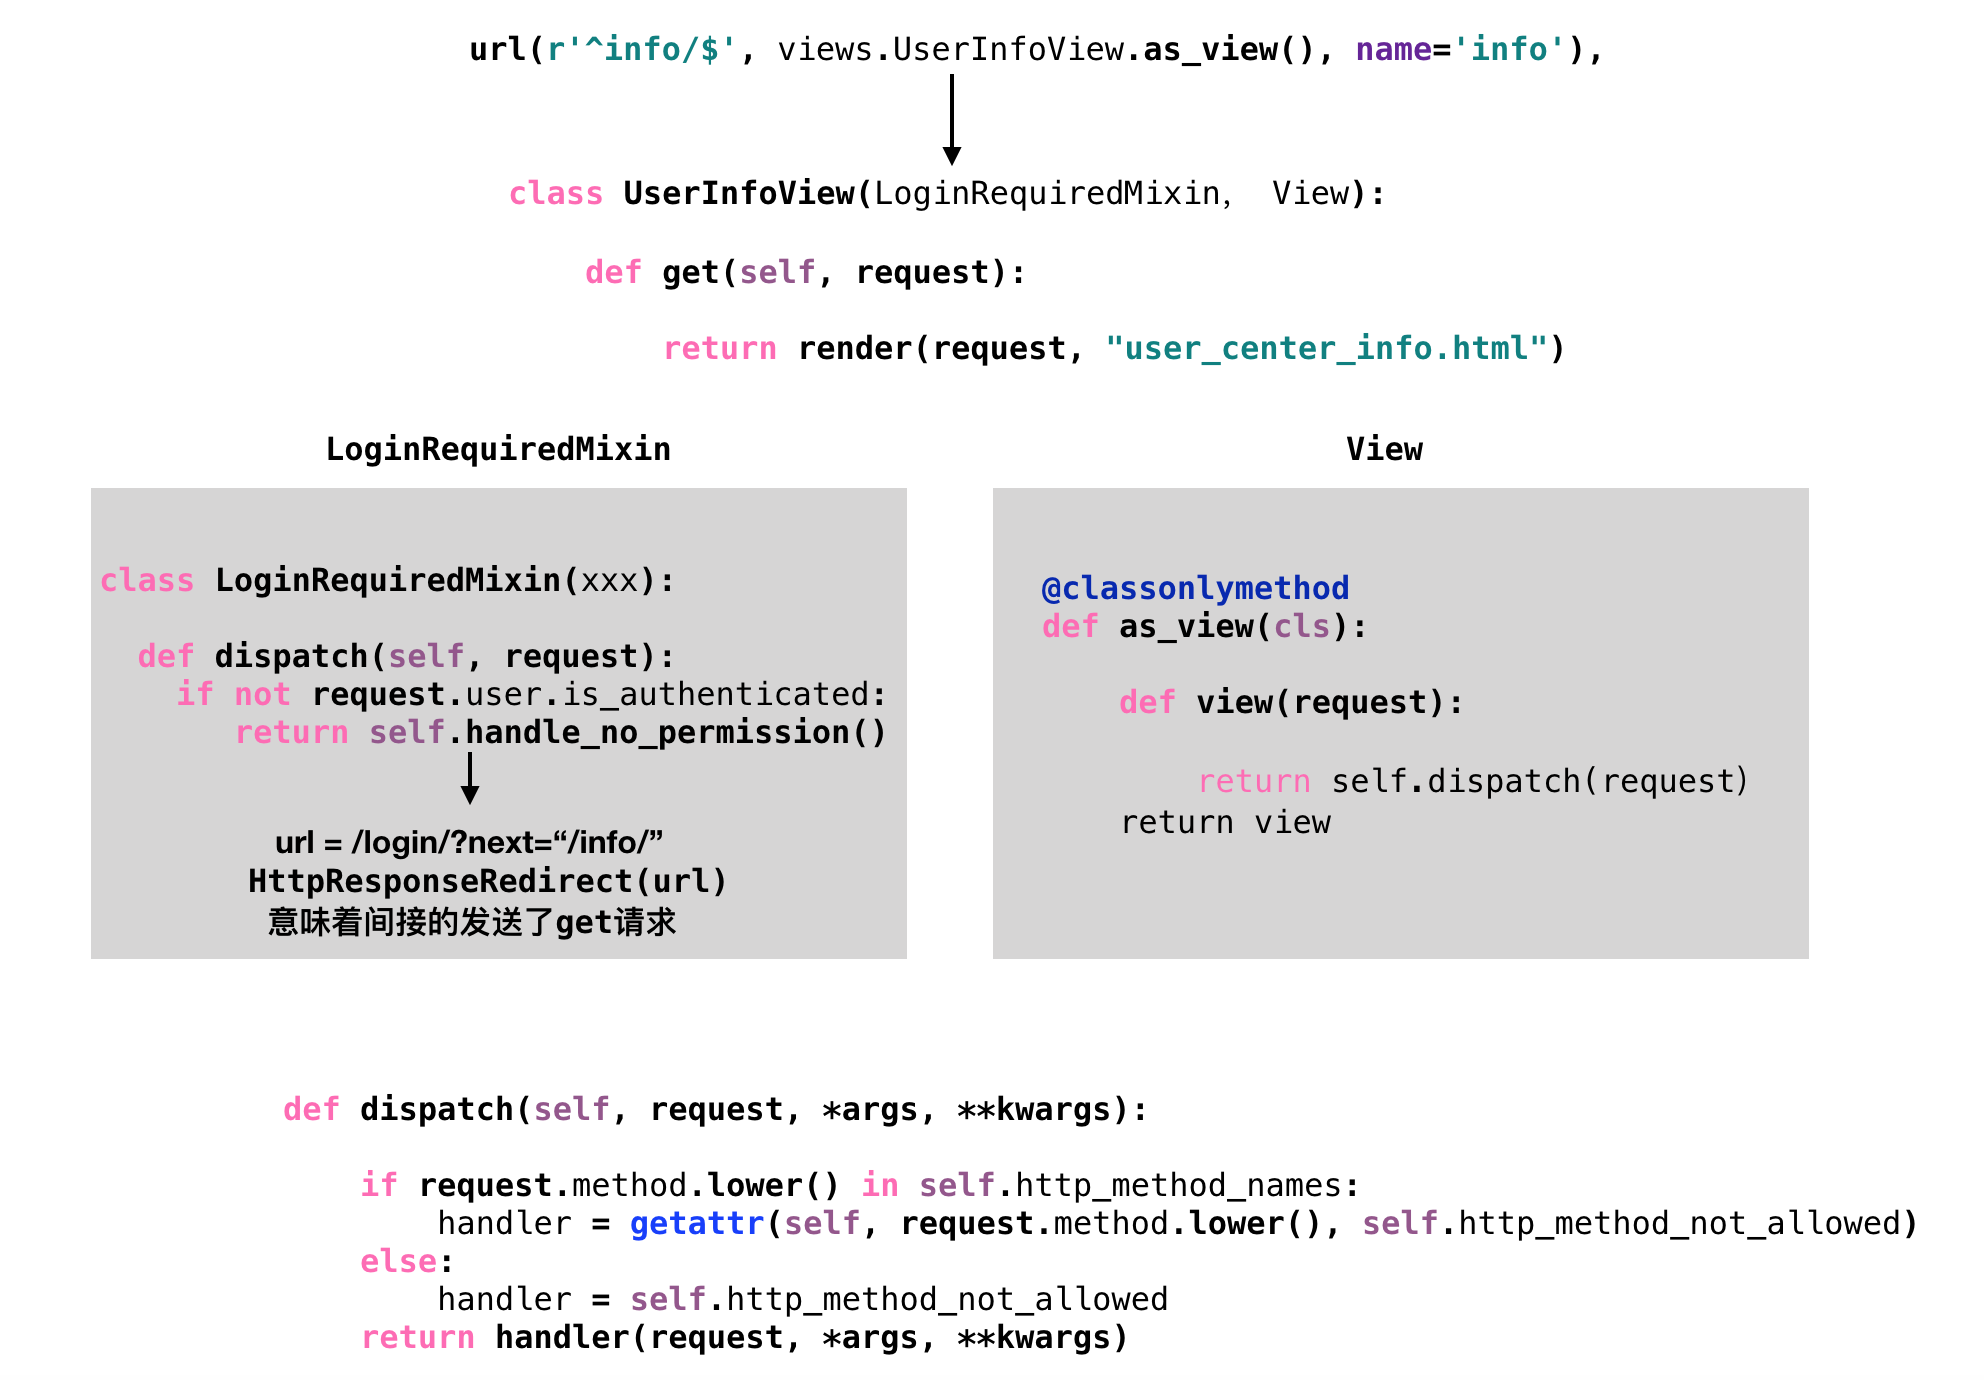 url(r'^info/$', views.UserInfoView.as_view(), name='info'),
class UserInfoView(LoginRequiredMixin, View):
def get(self, request):
return render(request, "user_center_info.html")
LoginRequiredMixin
class LoginRequiredMixin(xxx):
def dispatch(self, request):
if not request.user.is_authenticated:
return self.handle_no_permission()
url = /login/?next=“/info/”
HttpResponseRedirect(url)
意味着间接的发送了get请求
View
@classonlymethod
def as_view(cls):
def view(request):
return self.dispatch(request)
return view
def dispatch(self, request, *args, **kwargs):
if request.method.lower() in self.http_method_names:
handler = getattr(self, request.method.lower(), self.http_method_not_allowed)
else:
handler = self.http_method_not_allowed
return handler(request, *args, **kwargs)